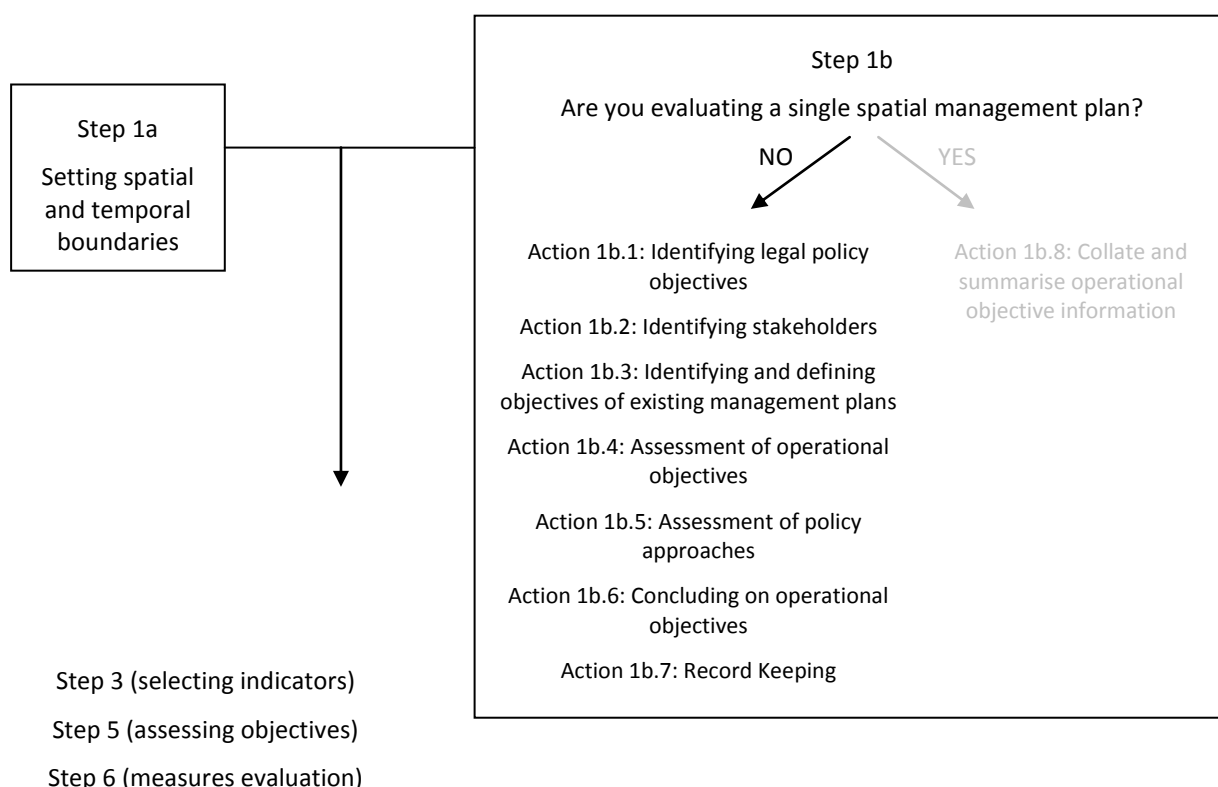 Step 1a
Setting spatial
and temporal
boundaries
Step 1b
Are you evaluating a single spatial management plan?
NO
YES
Action 1b.1: Identifying legal policy
objectives
Action 1b.2: Identifying stakeholders
Action 1b.3: Identifying and defining
objectives of existing management plans
Action 1b.4: Assessment of operational
objectives
Action 1b.5: Assessment of policy
approaches
Action 1b.6: Concluding on operational
objectives
Action 1b.7: Record Keeping
Action 1b.8: Collate and
summarise operational
objective information
Step 3 (selecting indicators)
Step 5 (assessing objectives)
Step 6 (measures evaluation)